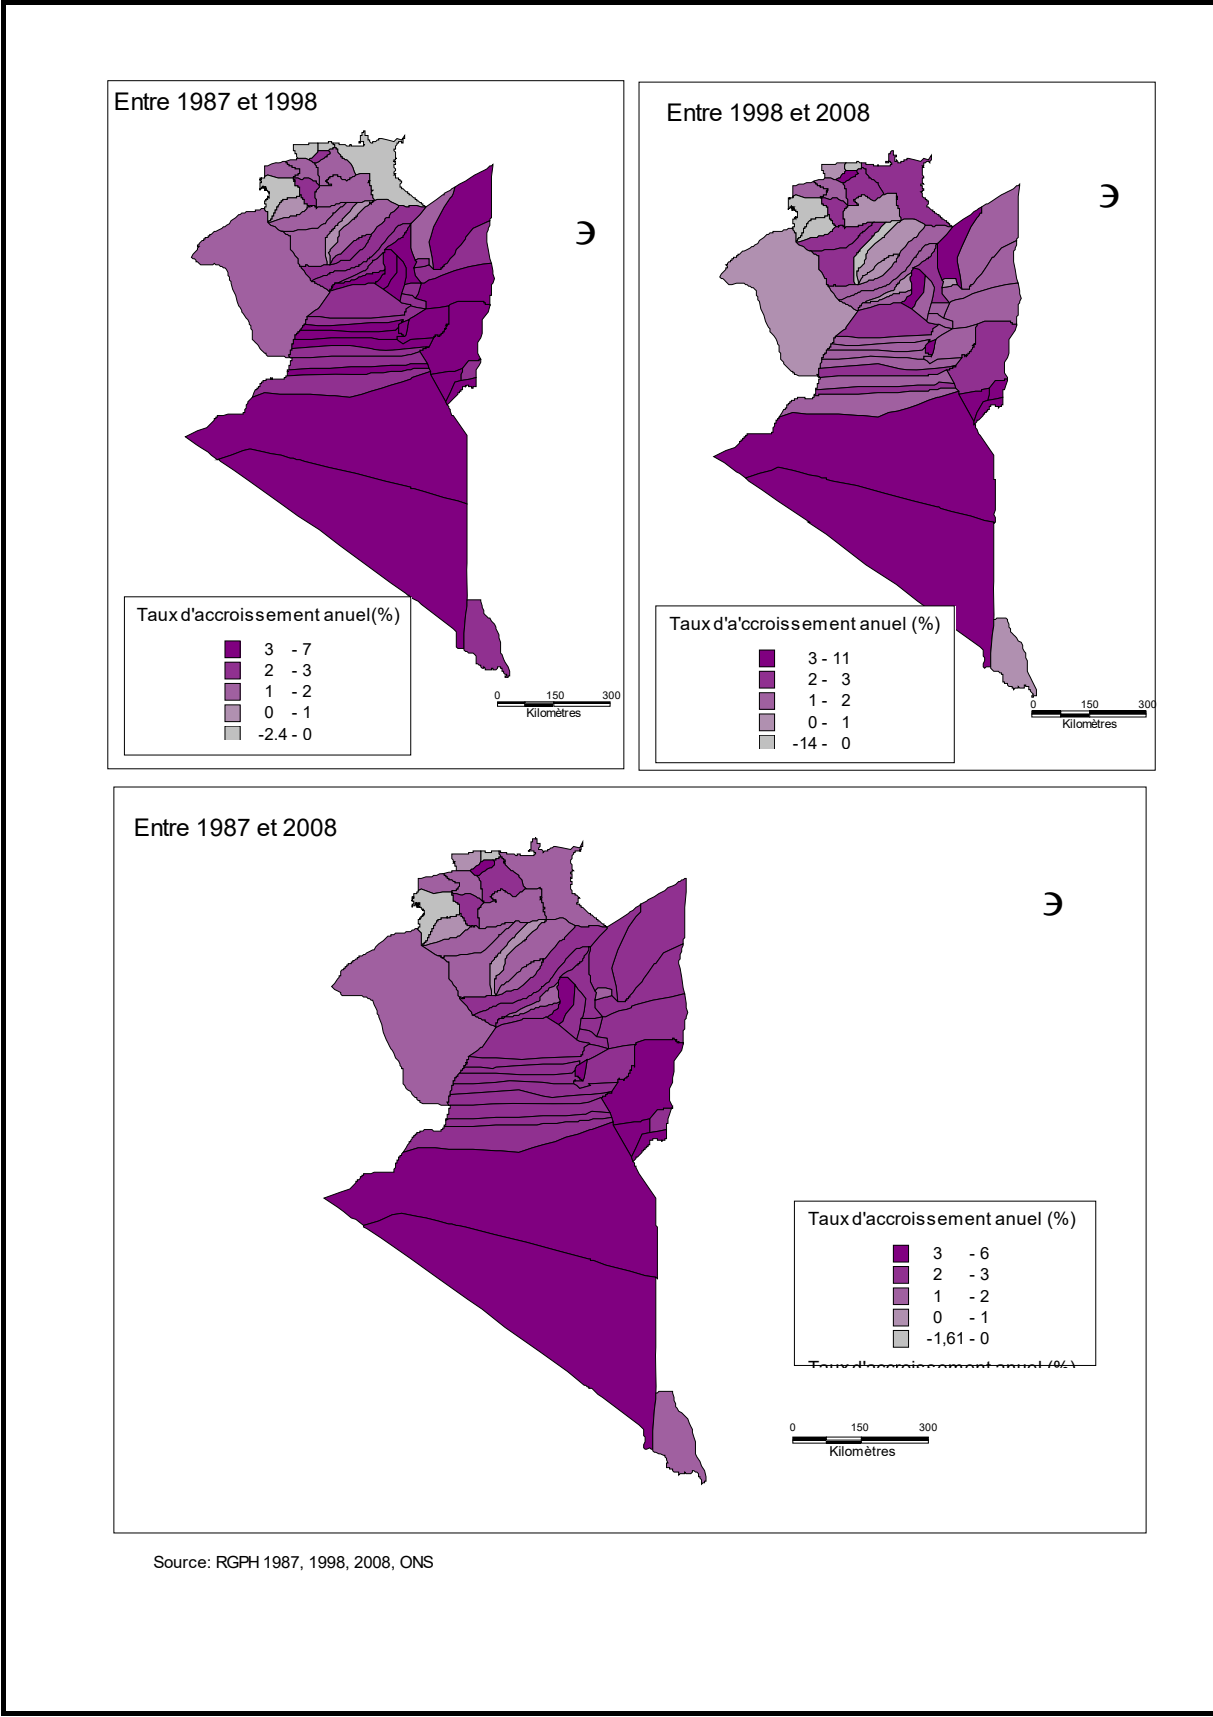 Entre 1987 et 1998
Э
Taux d'accroissement anuel(%)
3 - 7
2 - 3
1 - 2
0 - 1
-2.4 - 0
0 150 300
Kilomètres
Entre 1998 et 2008
Э
Taux d'a'ccroissement anuel (%)
3 - 11
2 - 3
1 - 2
0 - 1
-14 - 0
0 150 300
Kilomètres
Entre 1987 et 2008
Э
Taux d'accroissement anuel (%)
3 - 6
2 - 3
1 - 2
0 - 1
-1,61 - 0
Taux d'accroissement anuel (%)
0 150 300
Kilomètres
Source: RGPH 1987, 1998, 2008, ONS